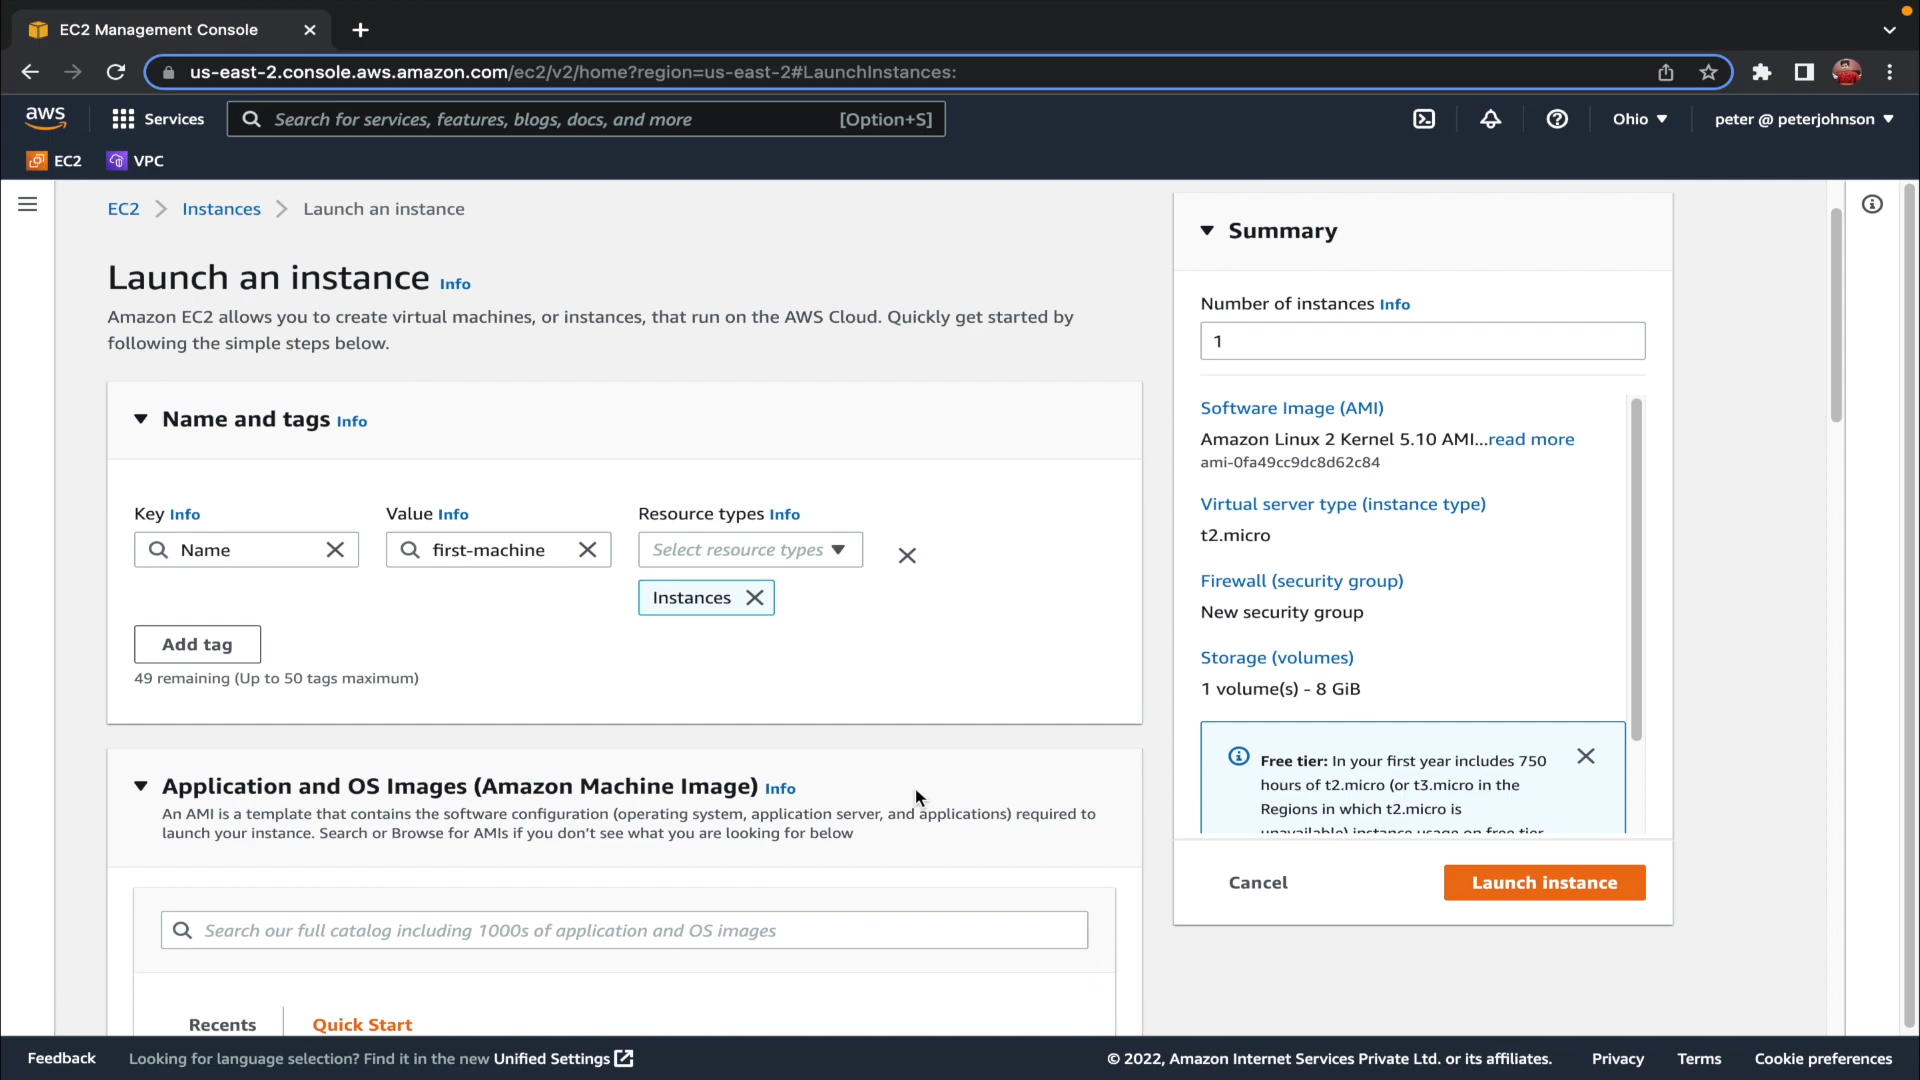 EC2 Management Console
us-east-2.console.aws.amazon.com/ec2/v2/home?region=us-east-2#LaunchInstances:
aws
Services
Search for services, features, blogs, docs, and more
[Option+S]
Ohio
peter @ peterjohnson
EC2
VPC
EC2
Instances
Launch an instance
Launch an instance Info
Amazon EC2 allows you to create virtual machines, or instances, that run on the AWS Cloud. Quickly get started by
following the simple steps below.
Name and tags Info
Key Info
Value Info
Resource types Info
Name
first-machine
Select resource types
Instances
Add tag
49 remaining (Up to 50 tags maximum)
Application and OS Images (Amazon Machine Image) Info
An AMI is a template that contains the software configuration (operating system, application server, and applications) required to
launch your instance. Search or Browse for AMIs if you don't see what you are looking for below
Search our full catalog including 1000s of application and OS images
Recents
Quick Start
Summary
Number of instances Info
1
Software Image (AMI)
Amazon Linux 2 Kernel 5.10 AMI...read more
ami-0fa49cc9dc8d62c84
Virtual server type (instance type)
t2.micro
Firewall (security group)
New security group
Storage (volumes)
1 volume(s) - 8 GiB
Free tier: In your first year includes 750
hours of t2.micro (or t3.micro in the
Regions in which t2.micro is
unavailable) instance usage on free tier
Cancel
Launch instance
Feedback
Looking for language selection? Find it in the new Unified Settings
© 2022, Amazon Internet Services Private Ltd. or its affiliates.
Privacy
Terms
Cookie preferences